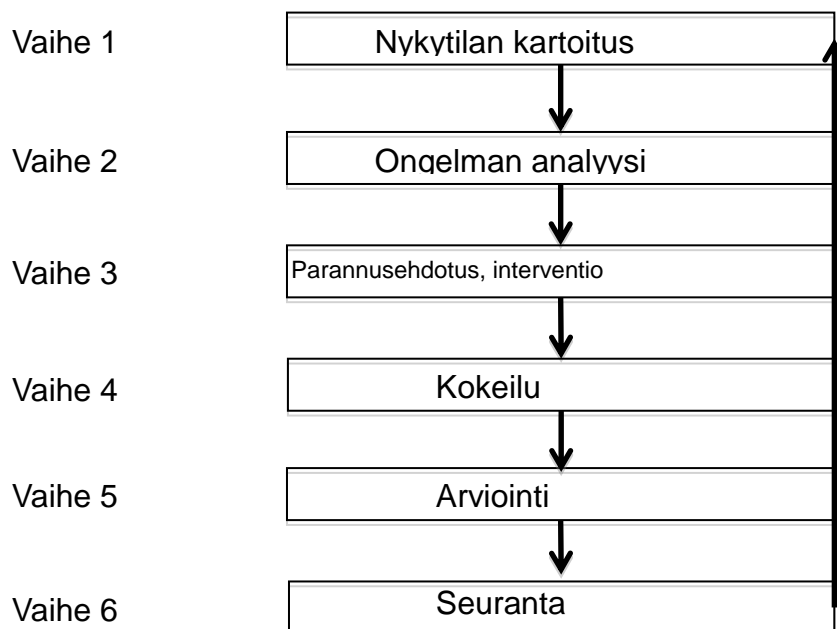 Vaihe 1
Nykytilan kartoitus
Vaihe 2
Ongelman analyysi
Vaihe 3
Parannusehdotus, interventio
Vaihe 4
Kokeilu
Vaihe 5
Arviointi
Vaihe 6
Seuranta